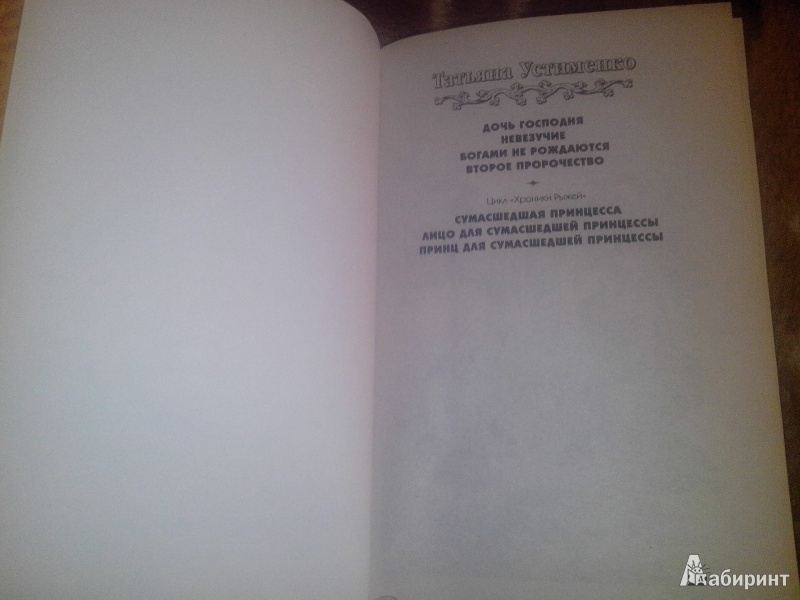 Татьяна Устименко
ДОЧЬ ГОСПОДНЯ
НЕВЕЗУЧИЕ
БОГАМИ НЕ РОЖДАЮТСЯ
ВТОРОЕ ПРОРОЧЕСТВО
Цикл «Хроники Рыжей»
СУМАСШЕДШАЯ ПРИНЦЕССА
ЛИЦО ДЛЯ СУМАСШЕДШЕЙ ПРИНЦЕССЫ
ПРИНЦ ДЛЯ СУМАСШЕДШЕЙ ПРИНЦЕССЫ
Лабиринт